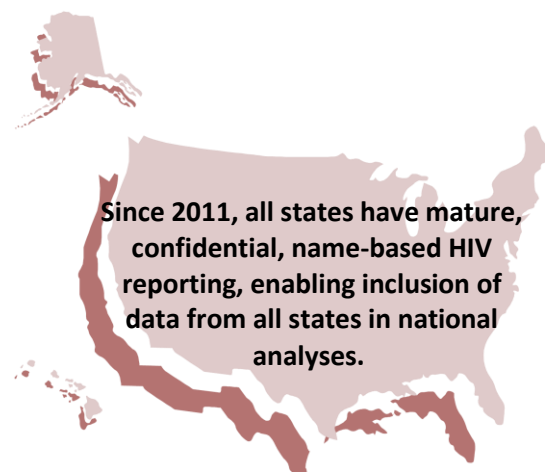 Since 2011, all states have mature,
confidential, name-based HIV
reporting, enabling inclusion of
data from all states in national
analyses.